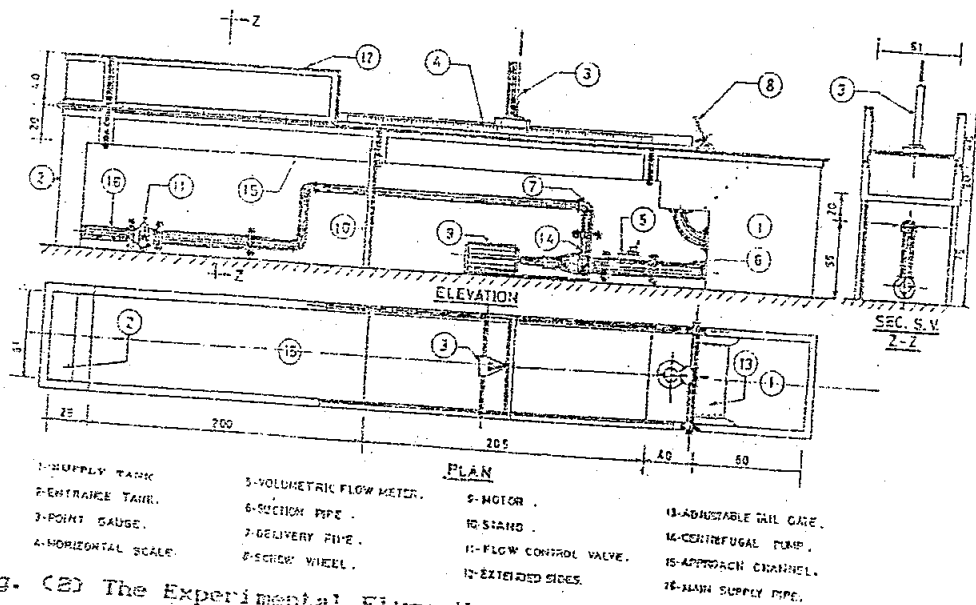 Z
12
4
3
8
51
3
40
20
2
16
11
15
10
9
7
14
5
1
6
20
55
Z
ELEVATION
SEC. S.V.
Z-Z
51
2
15
3
13
1
25
200
205
40
60
PLAN
1-SUPPLY TANK
2-ENTRANCE TANK.
3-POINT GAUGE.
4-HORIZONTAL SCALE.
5-VOLUMETRIC FLOW METER.
6-SUCTION PIPE.
7-DELIVERY PIPE.
8-SCREW WHEEL.
9-MOTOR.
10-STAND.
11-FLOW CONTROL VALVE.
12-EXTENDED SIDES.
13-ADJUSTABLE TAIL GATE.
14-CENTRIFUGAL PUMP.
15-APPROACH CHANNEL.
16-MAIN SUPPLY PIPE.
g. (2) The Experimental